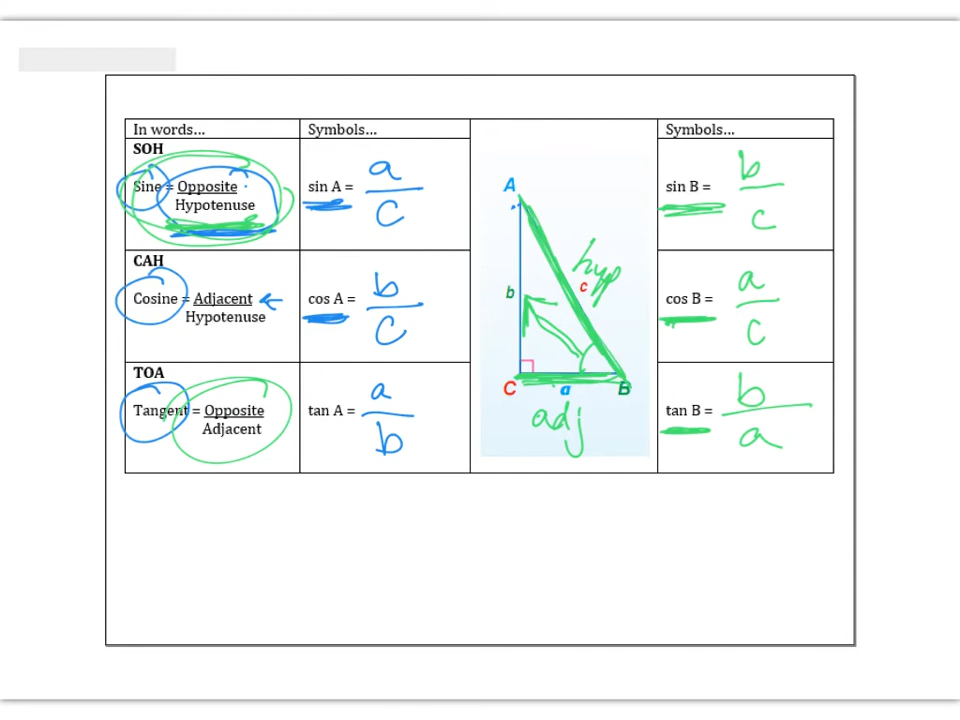 In words... Symbols... Symbols...
SOH
Sine = Opposite
Hypotenuse
sin A = a/c
sin B = b/c
CAH
Cosine = Adjacent
Hypotenuse
cos A = b/c
cos B = a/c
TOA
Tangent = Opposite
Adjacent
tan A = a/b
tan B = b/a
A
hyp
b c
C a B
adj